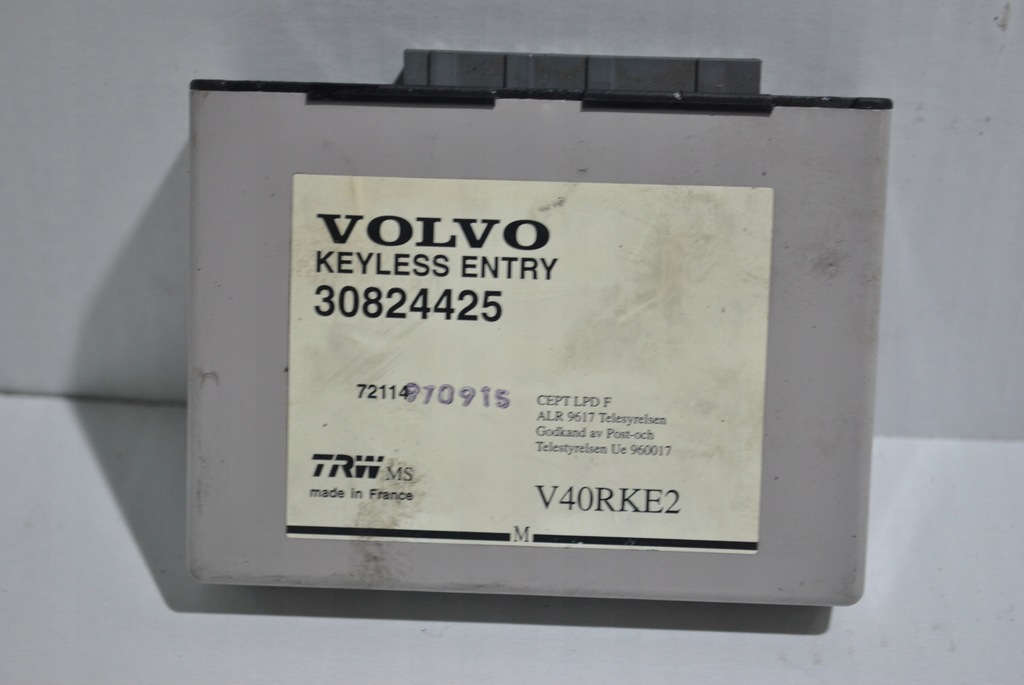 VOLVO
KEYLESS ENTRY
30824425
72114 970915
CEPT LPD F
ALR 9617 Telesyrelsen
Godkand av Post-och
Telestyrelsen Ue 960017
TRW MS
made in France
V40RKE2
M